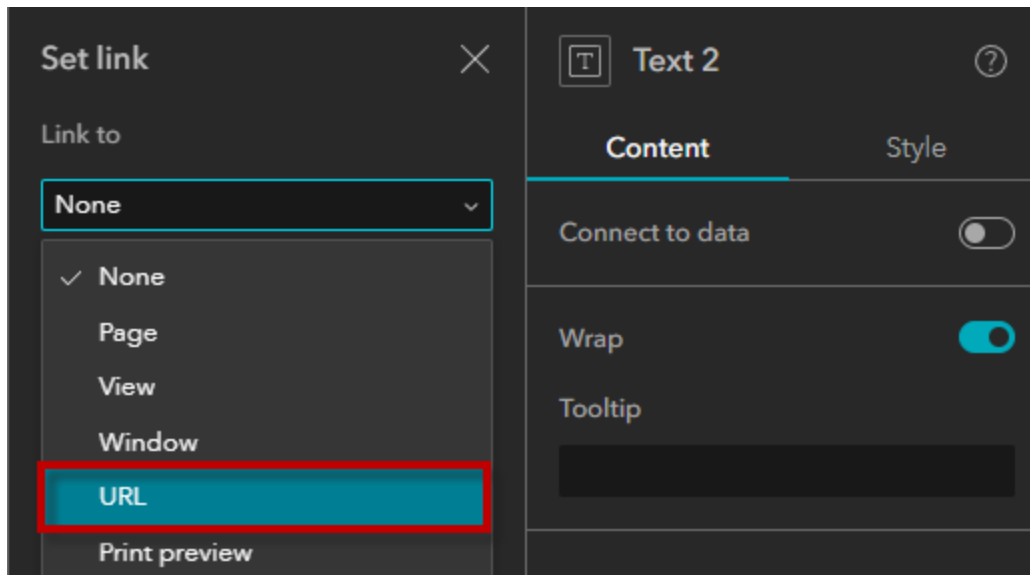 Set link
Link to
None
None
Page
View
Window
URL
Print preview
T Text 2
?
Content Style
Connect to data
Wrap
Tooltip